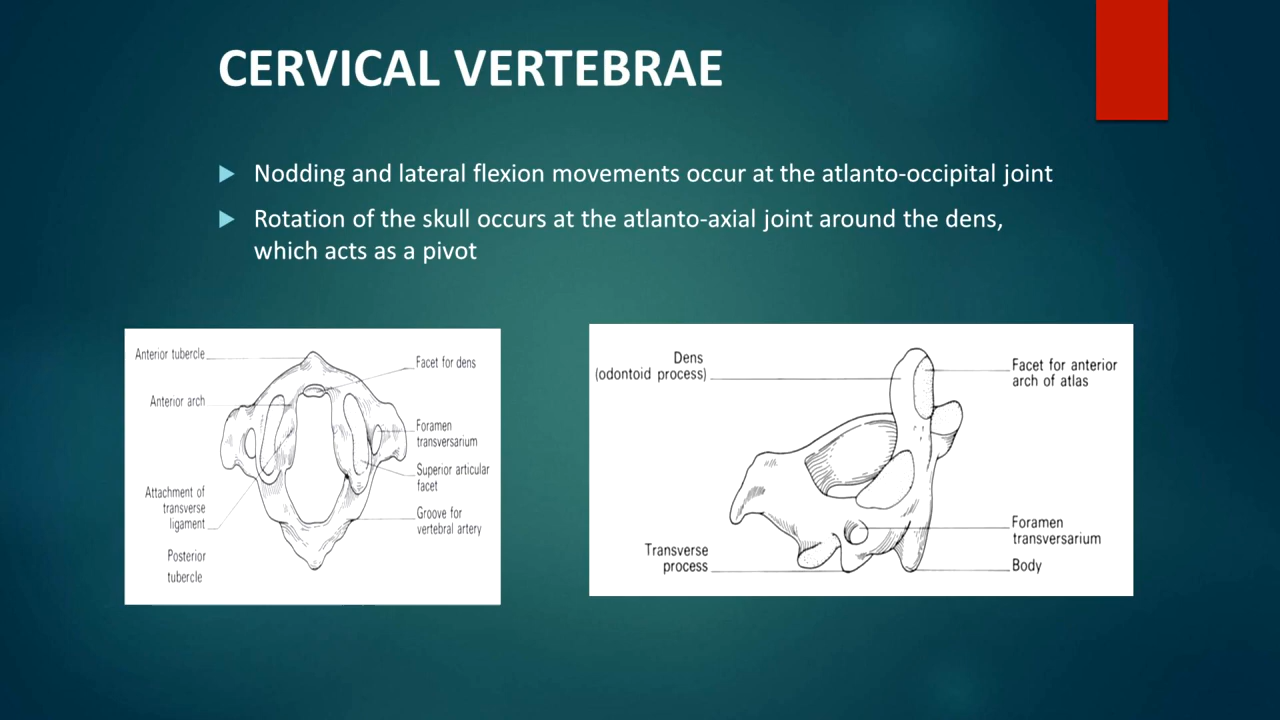 CERVICAL VERTEBRAE
Nodding and lateral flexion movements occur at the atlanto-occipital joint
Rotation of the skull occurs at the atlanto-axial joint around the dens,
which acts as a pivot
Anterior tubercle
Facet for dens
Anterior arch
Foramen
transversarium
Superior articular
facet
Attachment of
transverse
ligament
Groove for
vertebral artery
Posterior
tubercle
Dens
(odontoid process)
Facet for anterior
arch of atlas
Foramen
transversarium
Transverse
process
Body